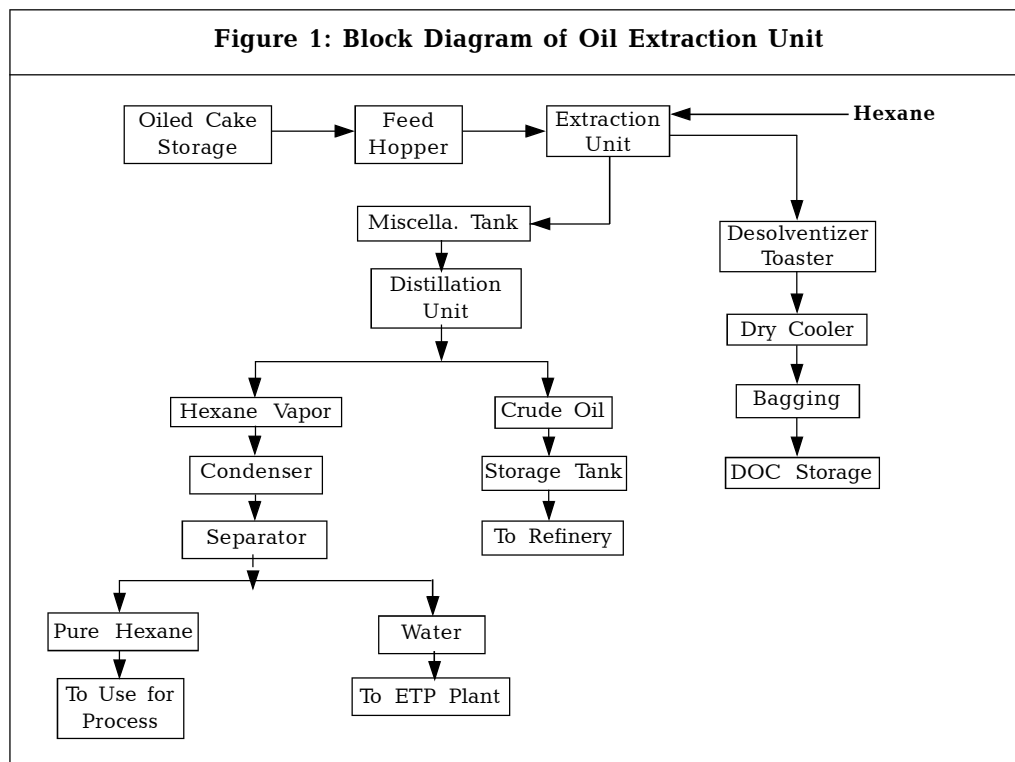 Figure 1: Block Diagram of Oil Extraction Unit
Oiled Cake
Storage
Feed
Hopper
Extraction
Unit
Hexane
Miscella. Tank
Desolventizer
Toaster
Distillation
Unit
Dry Cooler
Hexane Vapor
Crude Oil
Bagging
Condenser
Storage Tank
DOC Storage
Separator
To Refinery
Pure Hexane
Water
To Use for
Process
To ETP Plant